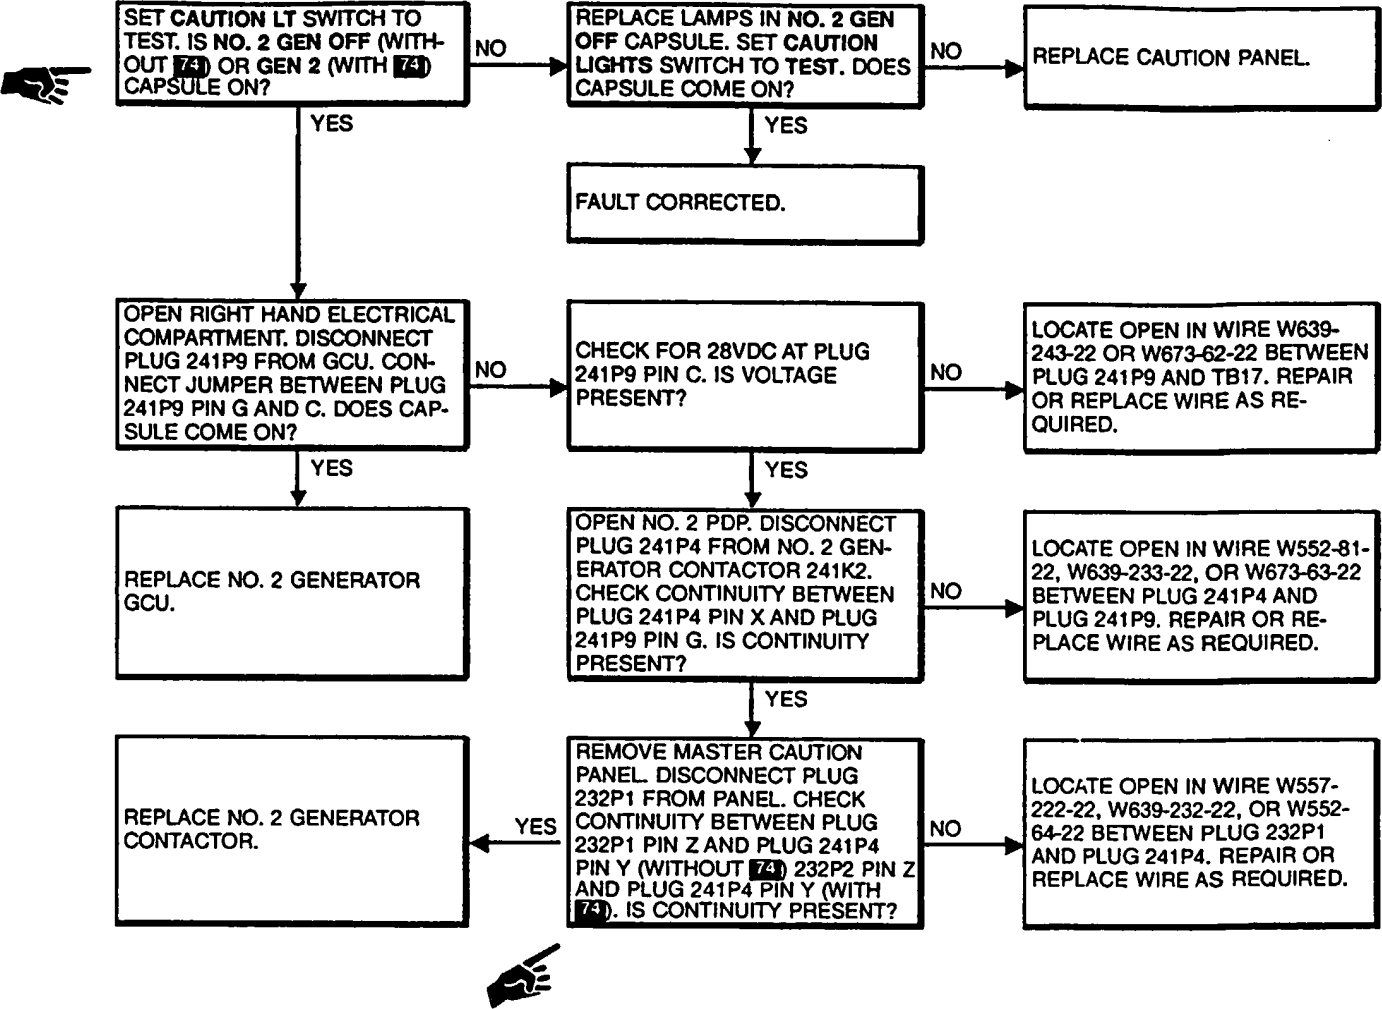 SET CAUTION LT SWITCH TO
TEST. IS NO. 2 GEN OFF (WITH-
OUT 74) OR GEN 2 (WITH 74)
CAPSULE ON?
NO
REPLACE LAMPS IN NO. 2 GEN
OFF CAPSULE. SET CAUTION
LIGHTS SWITCH TO TEST. DOES
CAPSULE COME ON?
NO
REPLACE CAUTION PANEL.
YES
YES
FAULT CORRECTED.
OPEN RIGHT HAND ELECTRICAL
COMPARTMENT. DISCONNECT
PLUG 241P9 FROM GCU. CON-
NECT JUMPER BETWEEN PLUG
241P9 PIN G AND C. DOES CAP-
SULE COME ON?
NO
CHECK FOR 28VDC AT PLUG
241P9 PIN C. IS VOLTAGE
PRESENT?
NO
LOCATE OPEN IN WIRE W639-
243-22 OR W673-62-22 BETWEEN
PLUG 241P9 AND TB17. REPAIR
OR REPLACE WIRE AS RE-
QUIRED.
YES
YES
REPLACE NO. 2 GENERATOR
GCU.
OPEN NO. 2 PDP. DISCONNECT
PLUG 241P4 FROM NO. 2 GEN-
ERATOR CONTACTOR 241K2.
CHECK CONTINUITY BETWEEN
PLUG 241P4 PIN X AND PLUG
241P9 PIN G. IS CONTINUITY
PRESENT?
NO
LOCATE OPEN IN WIRE W552-81-
22, W639-233-22, OR W673-63-22
BETWEEN PLUG 241P4 AND
PLUG 241P9. REPAIR OR RE-
PLACE WIRE AS REQUIRED.
YES
REPLACE NO. 2 GENERATOR
CONTACTOR.
YES
REMOVE MASTER CAUTION
PANEL. DISCONNECT PLUG
232P1 FROM PANEL. CHECK
CONTINUITY BETWEEN PLUG
232P1 PIN Z AND PLUG 241P4
PIN Y (WITHOUT 74) 232P2 PIN Z
AND PLUG 241P4 PIN Y (WITH
74). IS CONTINUITY PRESENT?
NO
LOCATE OPEN IN WIRE W557-
222-22, W639-232-22, OR W552-
64-22 BETWEEN PLUG 232P1
AND PLUG 241P4. REPAIR OR
REPLACE WIRE AS REQUIRED.